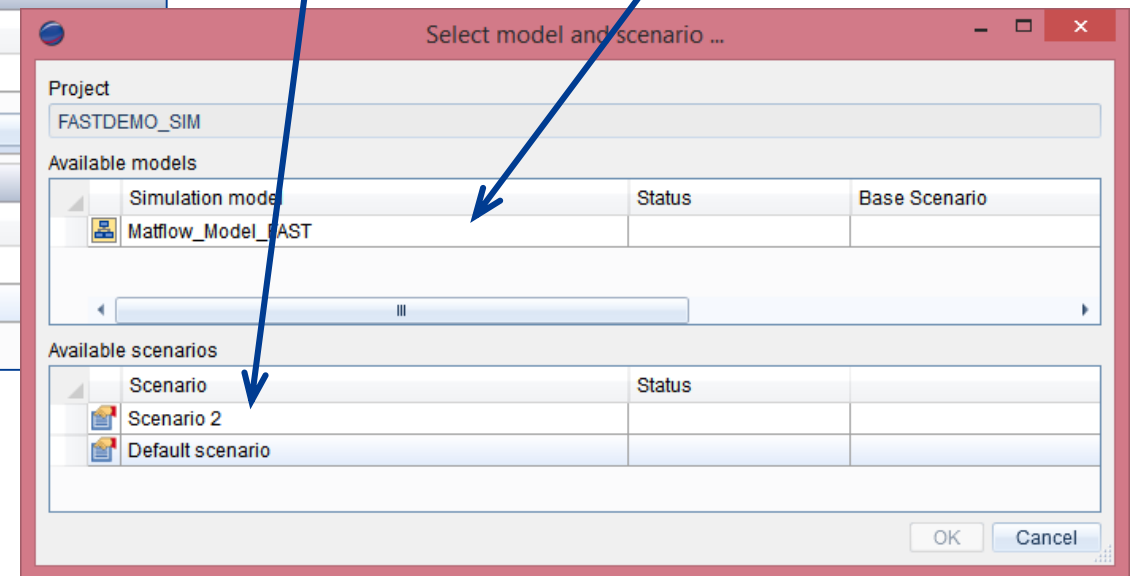 Select model and scenario ...
Project
FASTDEMO_SIM
Available models
Simulation model Status Base Scenario
Matflow_Model_FAST
Available scenarios
Scenario Status
Scenario 2
Default scenario
OK Cancel